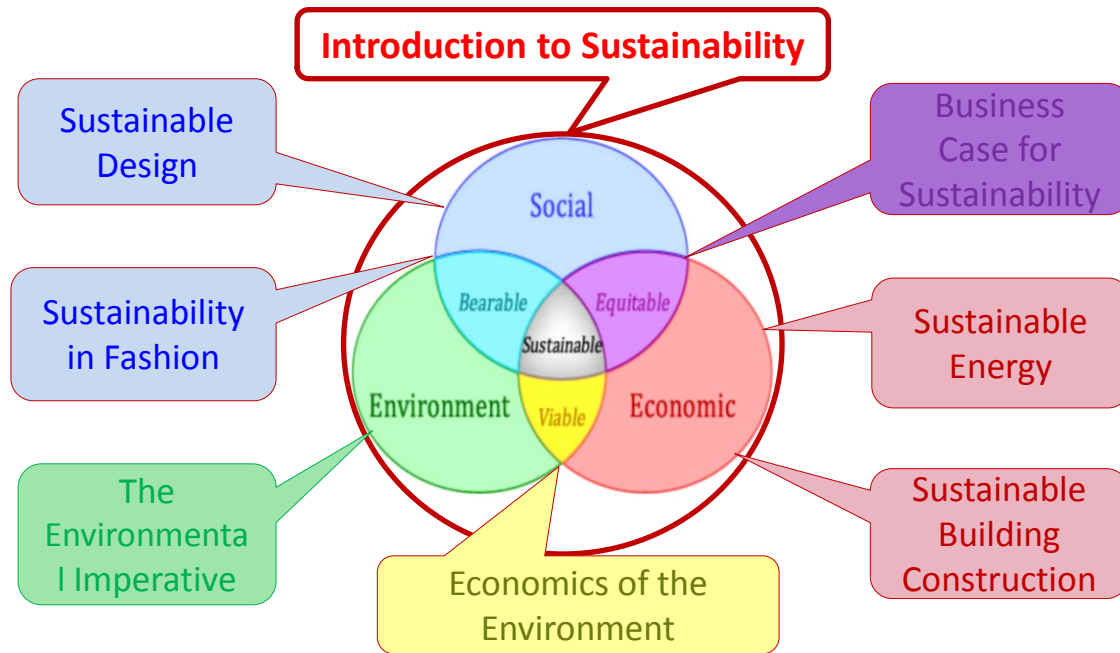 Introduction to Sustainability
Sustainable
Design
Business
Case for
Sustainability
Social
Sustainability
in Fashion
Bearable
Equitable
Sustainable
Sustainable
Energy
Environment
Viable
Economic
The
Environmenta
l Imperative
Economics of the
Environment
Sustainable
Building
Construction